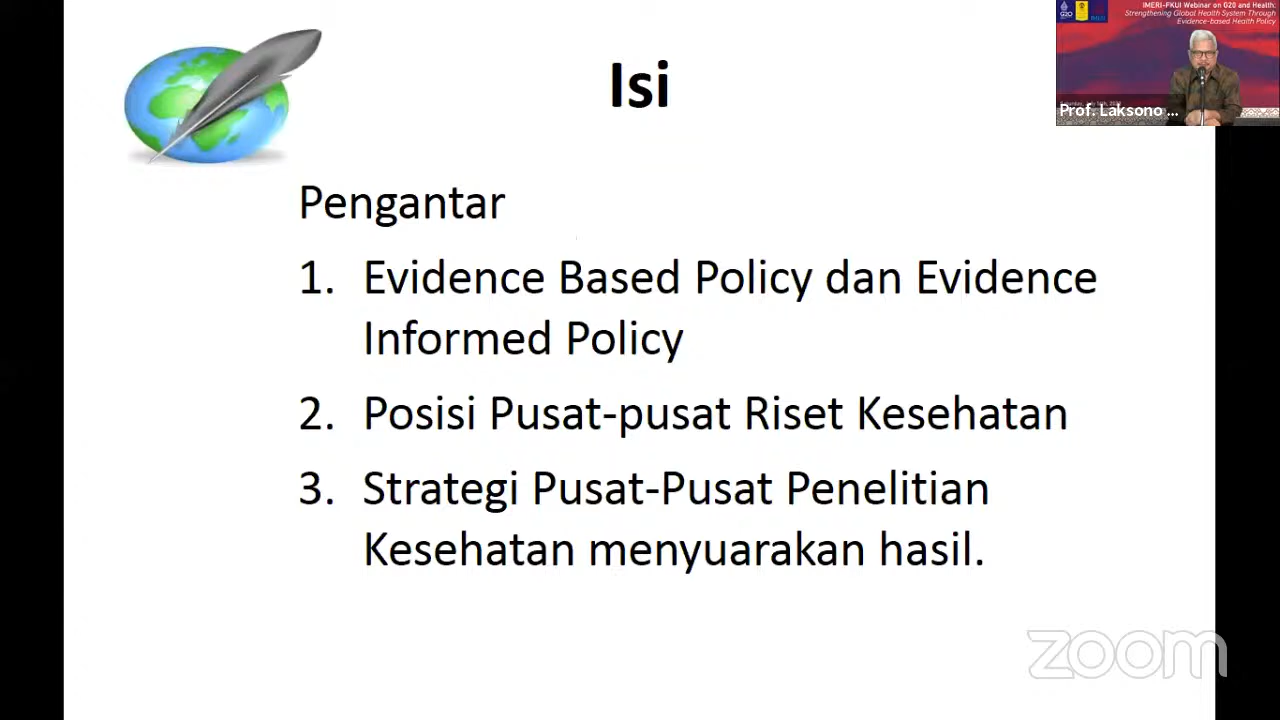 Isi
Pengantar
1. Evidence Based Policy dan Evidence
Informed Policy
2. Posisi Pusat-pusat Riset Kesehatan
3. Strategi Pusat-Pusat Penelitian
Kesehatan menyuarakan hasil.
IMERI-FKUI Webinar on G20 and Health:
Strengthening Global Health System Through
Evidence-based Health Policy
Prof. Laksono ...
zoom